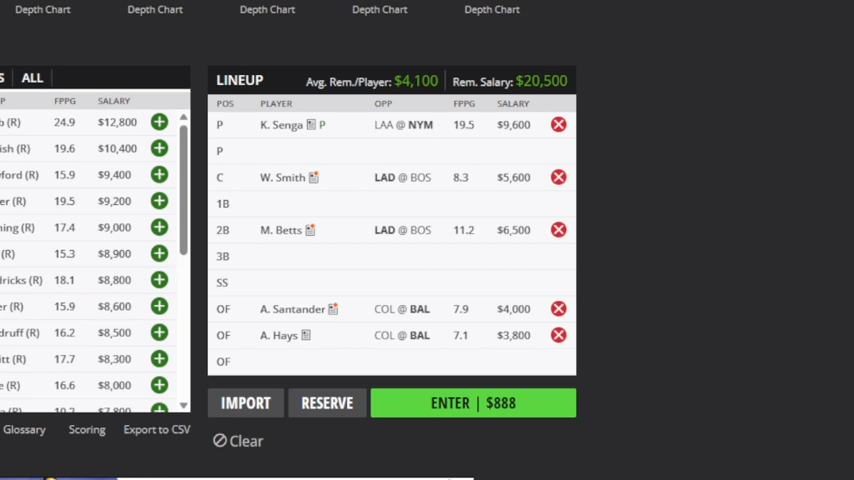 Depth Chart Depth Chart Depth Chart Depth Chart Depth Chart
S ALL
P FPPG SALARY
b (R) 24.9 $12,800
ish (R) 19.6 $10,400
ford (R) 15.9 $9,400
er (R) 19.5 $9,200
ning (R) 17.4 $9,000
(R) 15.3 $8,900
dricks (R) 18.1 $8,800
er (R) 15.9 $8,600
druff (R) 16.2 $8,500
itt (R) 17.7 $8,300
e (R) 16.6 $8,000
Glossary Scoring Export to CSV
LINEUP Avg. Rem./Player: $4,100 Rem. Salary: $20,500
POS PLAYER OPP FPPG SALARY
P K. Senga P LAA @ NYM 19.5 $9,600
P
C W. Smith LAD @ BOS 8.3 $5,600
1B
2B M. Betts LAD @ BOS 11.2 $6,500
3B
SS
OF A. Santander COL @ BAL 7.9 $4,000
OF A. Hays COL @ BAL 7.1 $3,800
OF
IMPORT RESERVE ENTER | $888
Clear